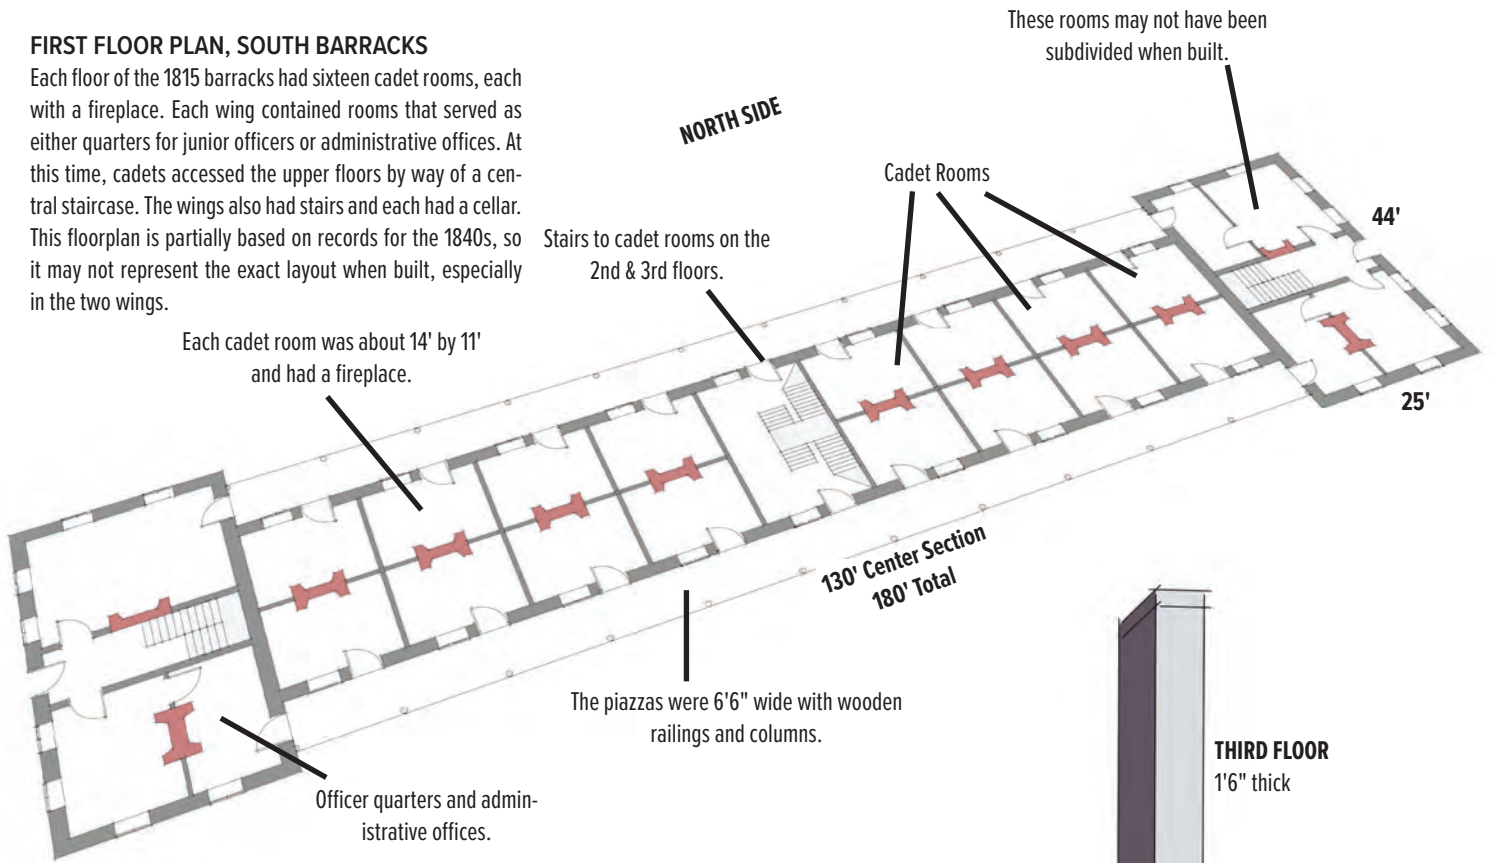 FIRST FLOOR PLAN, SOUTH BARRACKS
Each floor of the 1815 barracks had sixteen cadet rooms, each
with a fireplace. Each wing contained rooms that served as
either quarters for junior officers or administrative offices. At
this time, cadets accessed the upper floors by way of a cen-
tral staircase. The wings also had stairs and each had a cellar.
This floorplan is partially based on records for the 1840s, so
it may not represent the exact layout when built, especially
in the two wings.
These rooms may not have been
subdivided when built.
NORTH SIDE
Cadet Rooms
44'
Stairs to cadet rooms on the
2nd & 3rd floors.
Each cadet room was about 14' by 11'
and had a fireplace.
25'
130' Center Section
180' Total
The piazzas were 6'6" wide with wooden
railings and columns.
Officer quarters and admin-
istrative offices.
THIRD FLOOR
1'6" thick